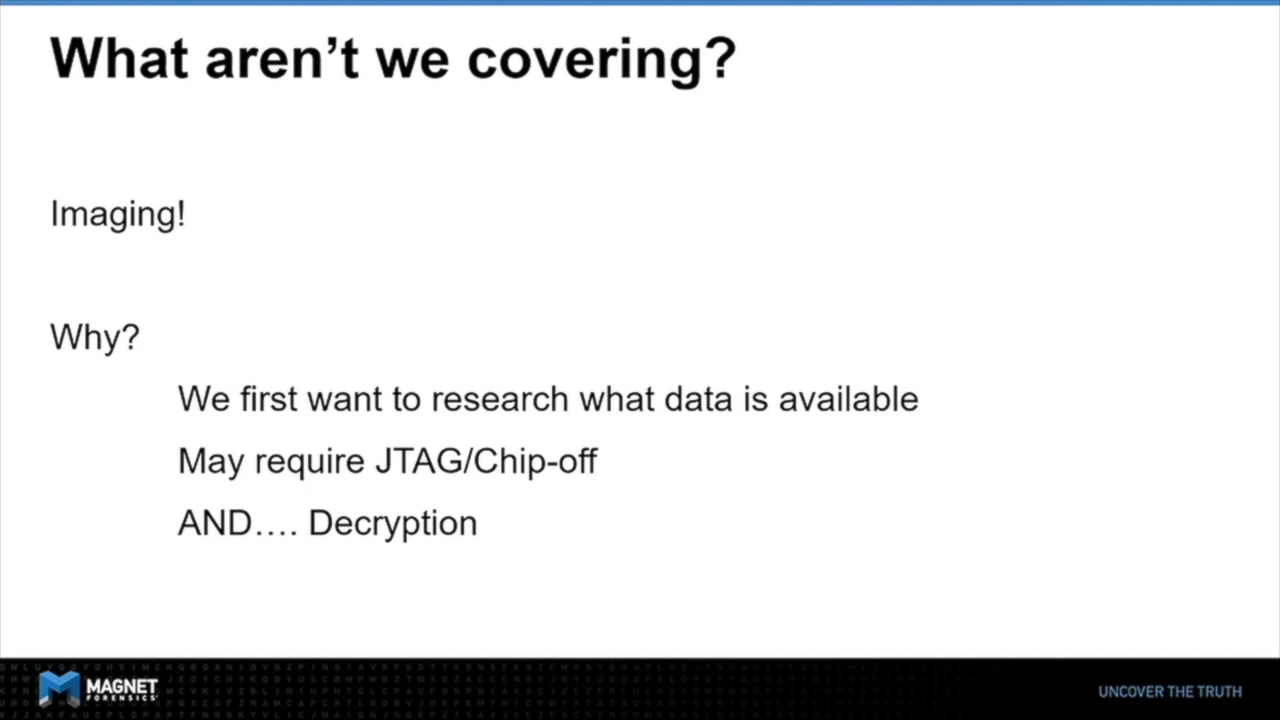 What aren’t we covering?
Imaging!
Why?
We first want to research what data is available
May require JTAG/Chip-off
AND…. Decryption
MAGNET
FORENSICS
UNCOVER THE TRUTH